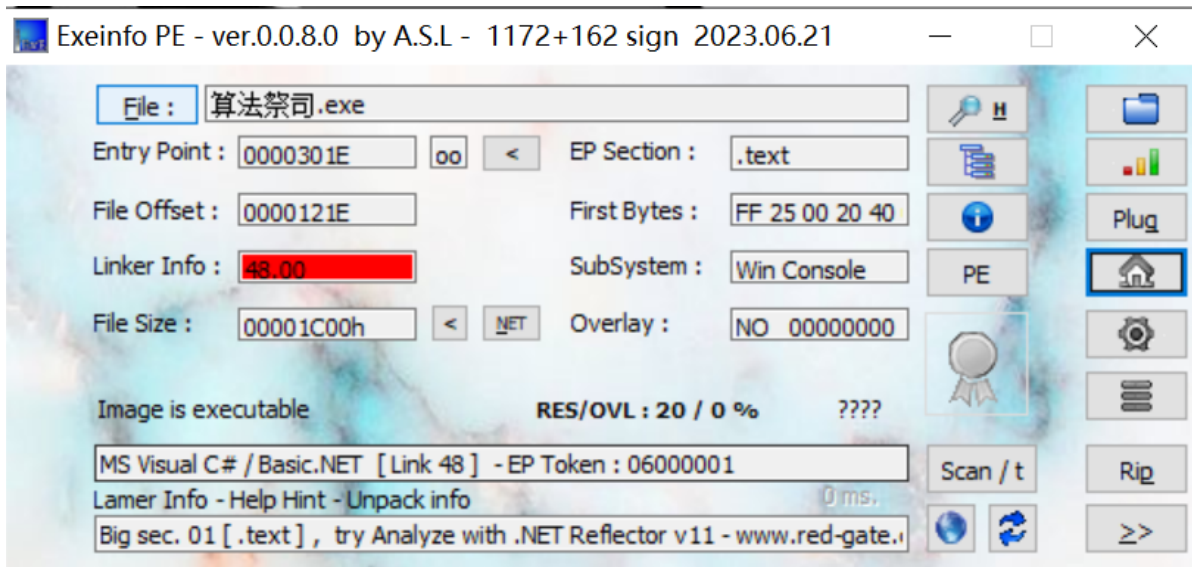 Exeinfo PE - ver.0.0.8.0 by A.S.L - 1172+162 sign 2023.06.21
File : 算法祭司.exe H
Entry Point : 0000301E oo < EP Section : .text
File Offset : 0000121E First Bytes : FF 25 00 20 40 Plug
Linker Info : 48.00 SubSystem : Win Console PE
File Size : 00001C00h < NET Overlay : NO 00000000
Image is executable RES/OVL : 20 / 0 % ????
MS Visual C# / Basic.NET [ Link 48 ] - EP Token : 06000001 Scan / t Rip
Lamer Info - Help Hint - Unpack info 0 ms.
Big sec. 01 [ .text ] , try Analyze with .NET Reflector v11 - www.red-gate. >>